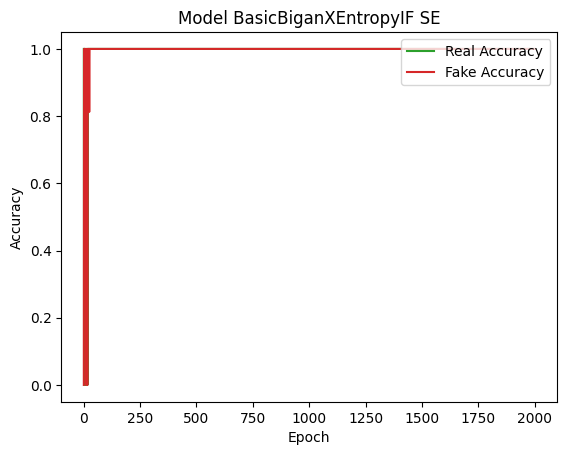 Model BasicBiganXEntropyIF SE
Real Accuracy
Fake Accuracy
Accuracy
1.0
0.8
0.6
0.4
0.2
0.0
0 250 500 750 1000 1250 1500 1750 2000
Epoch